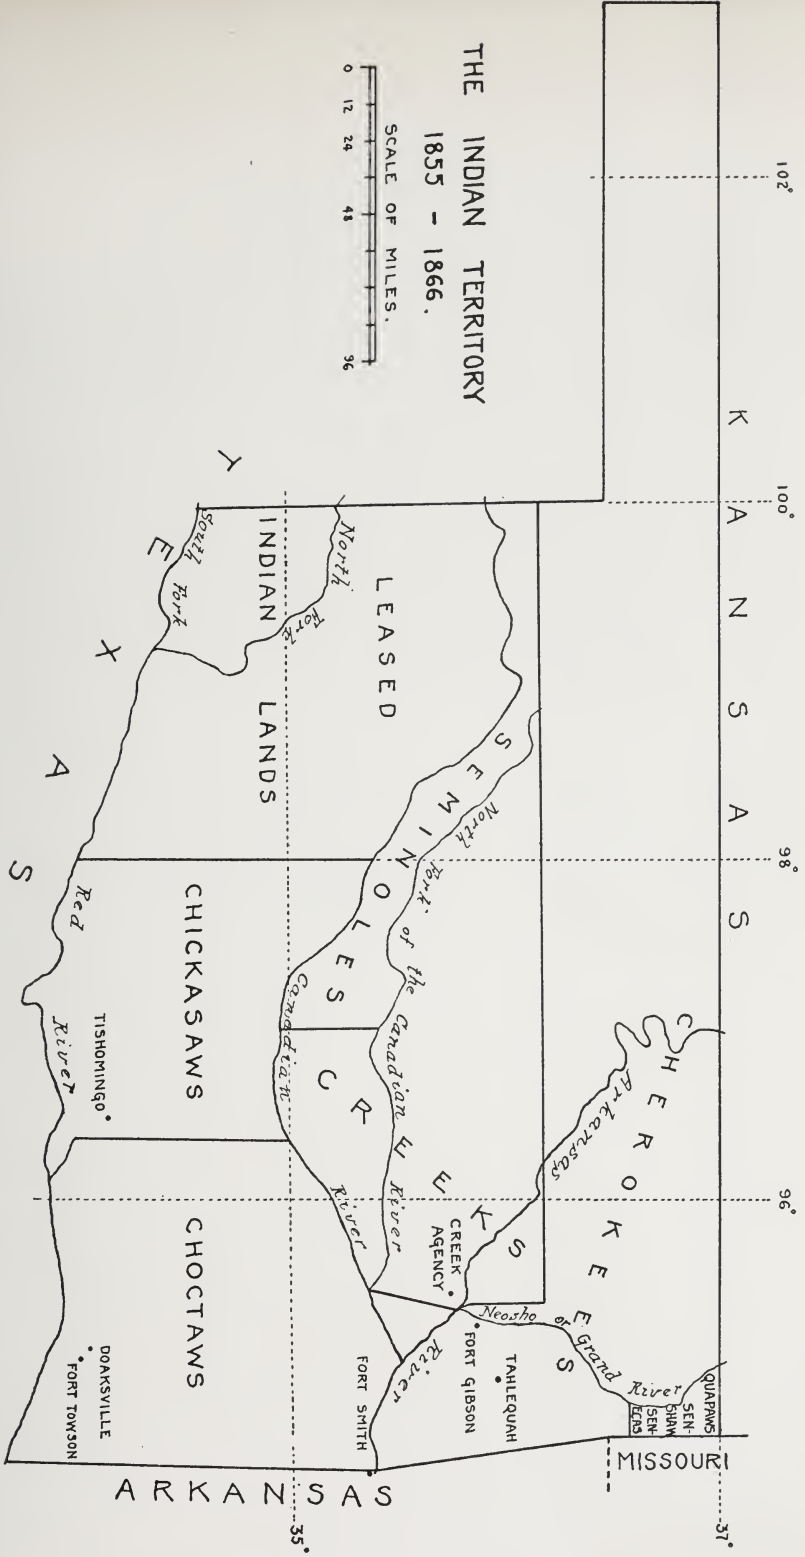 THE INDIAN TERRITORY
1855 - 1866.
SCALE OF MILES.
0 12 24 48 96
102°
100°
98°
96°
37°
35°
KANSAS
TEXAS
MISSOURI
ARKANSAS
LEASED
INDIAN
LANDS
North Fork
South Fork
SEMINOLES
North Fork of the Canadian River
CREEKS
CREEK
AGENCY
CHEROKEES
Arkansas
River
Neosho or Grand River
QUAPAWS
SEN-
SHAW
SEN-
ECAS
TAHLEQUAH
FORT GIBSON
FORT SMITH
Canadian River
CHICKASAWS
TISHOMINGO
Red River
CHOCTAWS
DOAKSVILLE
FORT TOWSON